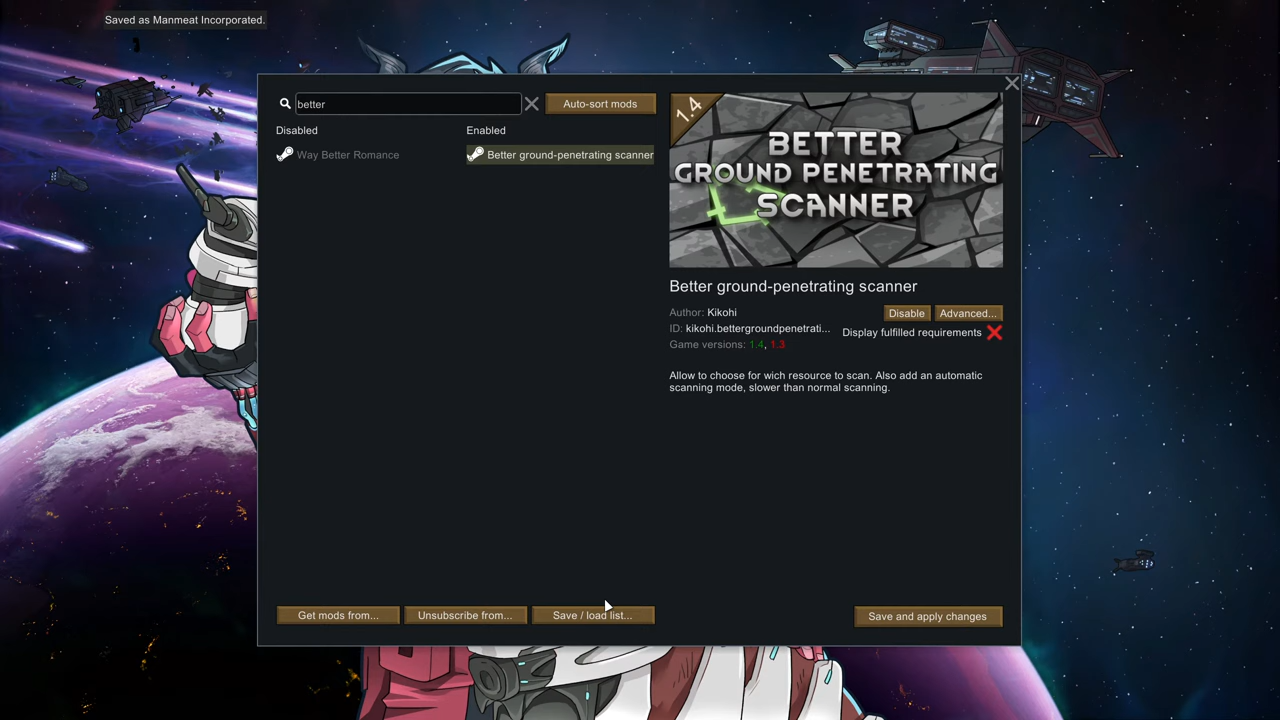 Saved as Manmeat Incorporated.
better
Auto-sort mods
Disabled
Enabled
Way Better Romance
Better ground-penetrating scanner
1.4
BETTER
GROUND PENETRATING
SCANNER
Better ground-penetrating scanner
Author: Kikohi
Disable
Advanced...
ID: kikohi.bettergroundpenetrati...
Display fulfilled requirements
Game versions: 1.4, 1.3
Allow to choose for wich resource to scan. Also add an automatic
scanning mode, slower than normal scanning.
Get mods from...
Unsubscribe from...
Save / load list...
Save and apply changes